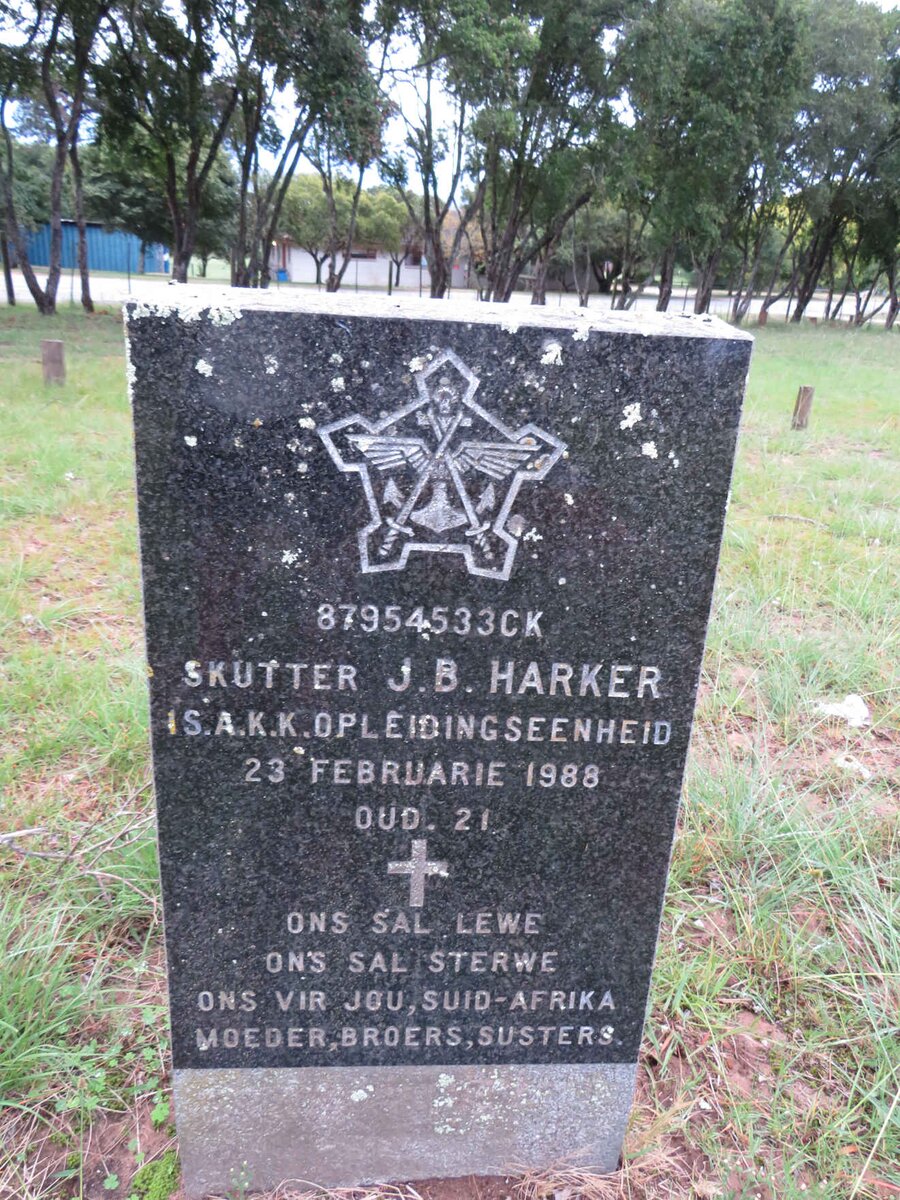 87954533CK
SKUTTER J.B. HARKER
1 S.A.K.K. OPLEIDINGSEENHEID
23 FEBRUARIE 1988
OUD. 21
ONS SAL LEWE
ONS SAL STERWE
ONS VIR JOU, SUID-AFRIKA
MOEDER, BROERS, SUSTERS.